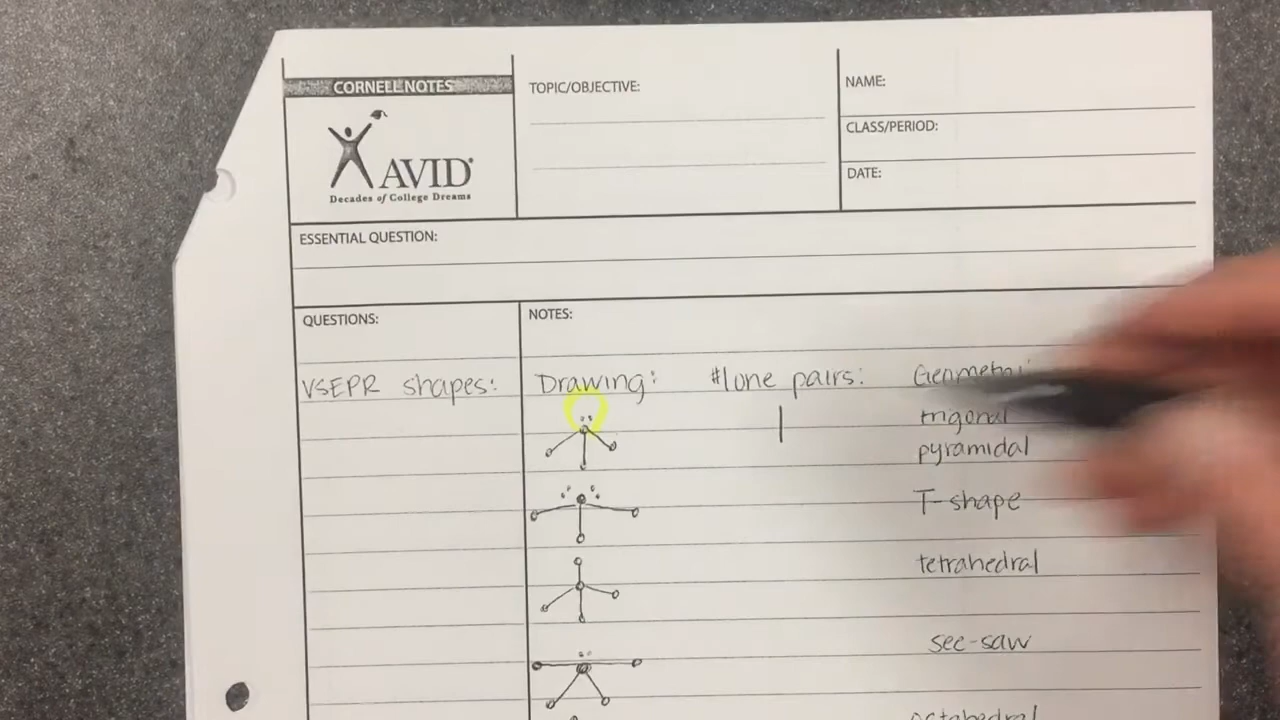 CORNELL NOTES
AVID®
Decades of College Dreams
TOPIC/OBJECTIVE:
NAME:
CLASS/PERIOD:
DATE:
ESSENTIAL QUESTION:
QUESTIONS:
NOTES:
VSEPR shapes: Drawing: #lone pairs:
1 trigonal
pyramidal
T-shape
tetrahedral
see-saw
octahedral